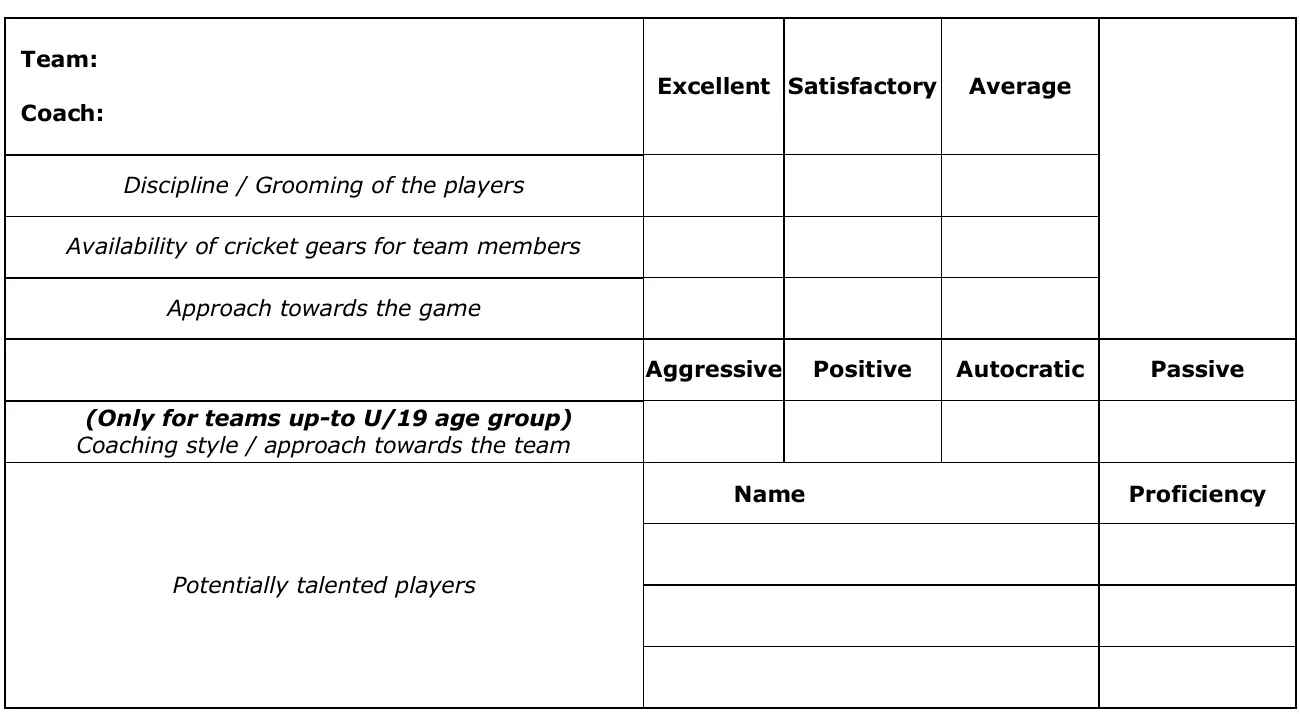 Team:
Excellent Satisfactory Average
Coach:
Discipline / Grooming of the players
Availability of cricket gears for team members
Approach towards the game
Aggressive Positive Autocratic Passive
(Only for teams up-to U/19 age group)
Coaching style / approach towards the team
Name Proficiency
Potentially talented players